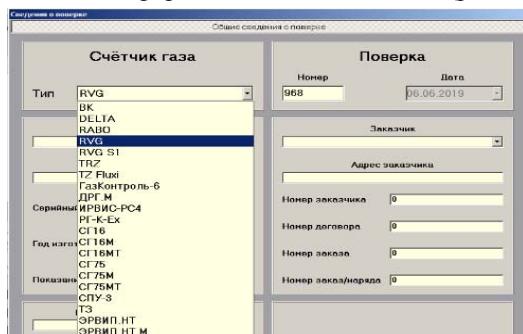 Сведения о поверке
Общие сведения о поверке
Счётчик газа
Тип
RVG
BK
DELTA
RABO
RVG
RVG S1
TRZ
TZ Fluxi
ГазКонтроль-6
ДРГ.М
ИРВИС-РС4
РГ-К-Ех
СГ16
СГ16М
СГ16МТ
СГ75
СГ75М
СГ75МТ
СПУ-3
ТЗ
ЭРВИП.НТ
ЭРВИП.НТ.М
Серийный
Год изгот
Показани
Поверка
Номер
Дата
968
06.06.2019
Заказчик
Адрес заказчика
Номер заказчика
0
Номер договора
0
Номер заказа
0
Номер заказ/наряда
0